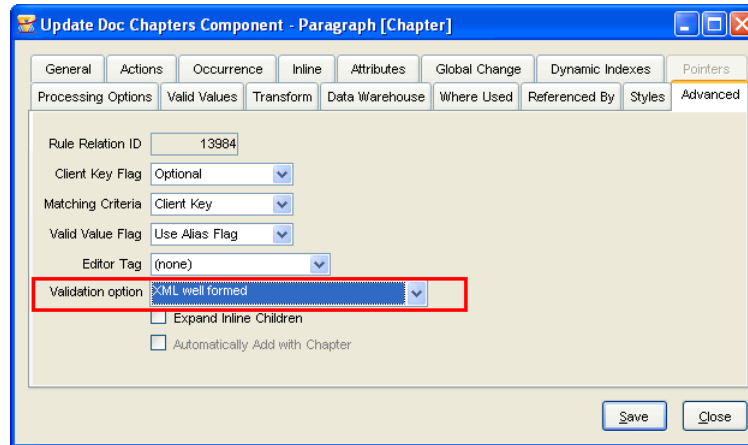 Update Doc Chapters Component - Paragraph [Chapter]
General Actions Occurrence Inline Attributes Global Change Dynamic Indexes Pointers
Processing Options Valid Values Transform Data Warehouse Where Used Referenced By Styles Advanced
Rule Relation ID 13984
Client Key Flag Optional
Matching Criteria Client Key
Valid Value Flag Use Alias Flag
Editor Tag (none)
Validation option XML well formed
Expand Inline Children
Automatically Add with Chapter
Save Close